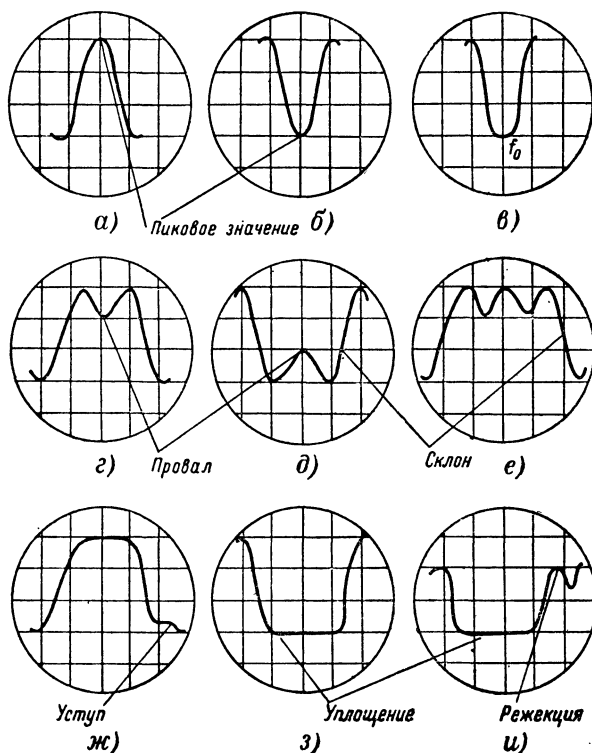 f₀
а)
Пиковое значение
б)
в)
г)
Провал
д)
Склон
е)
Уступ
Уплощение
Режекция
ж)
з)
и)